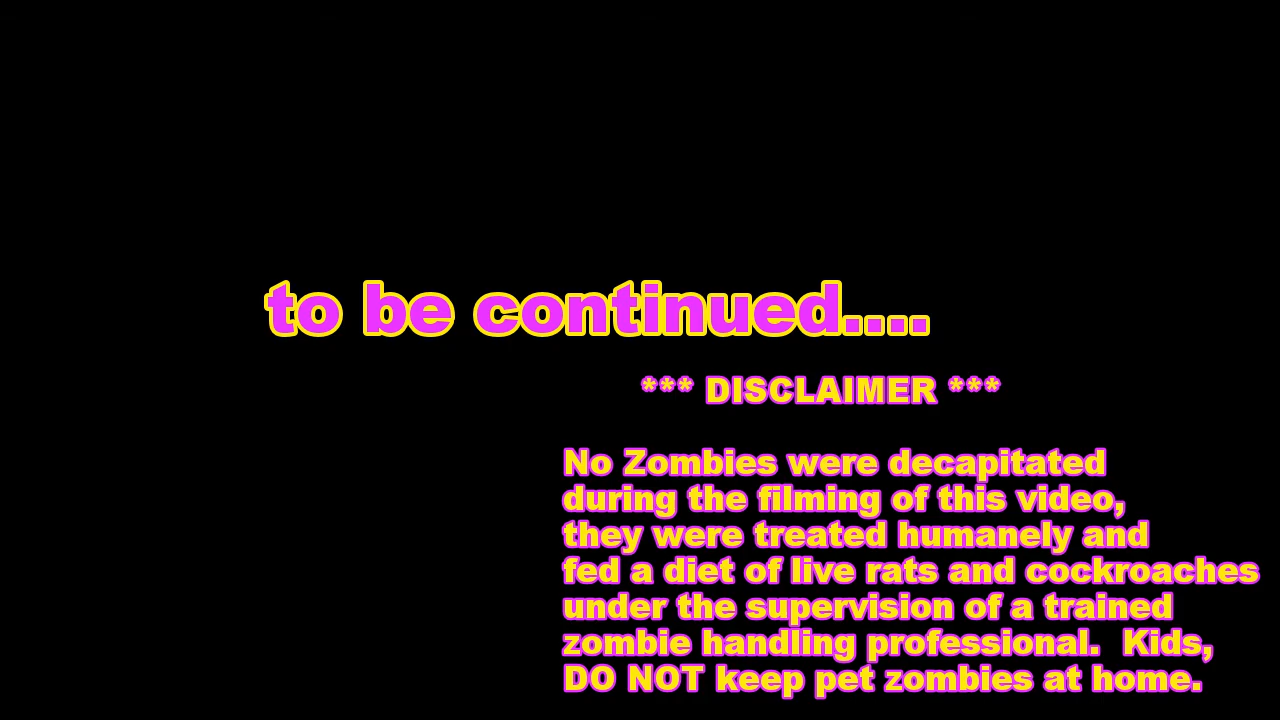 to be continued....
*** DISCLAIMER ***
No Zombies were decapitated
during the filming of this video,
they were treated humanely and
fed a diet of live rats and cockroaches
under the supervision of a trained
zombie handling professional.  Kids,
DO NOT keep pet zombies at home.